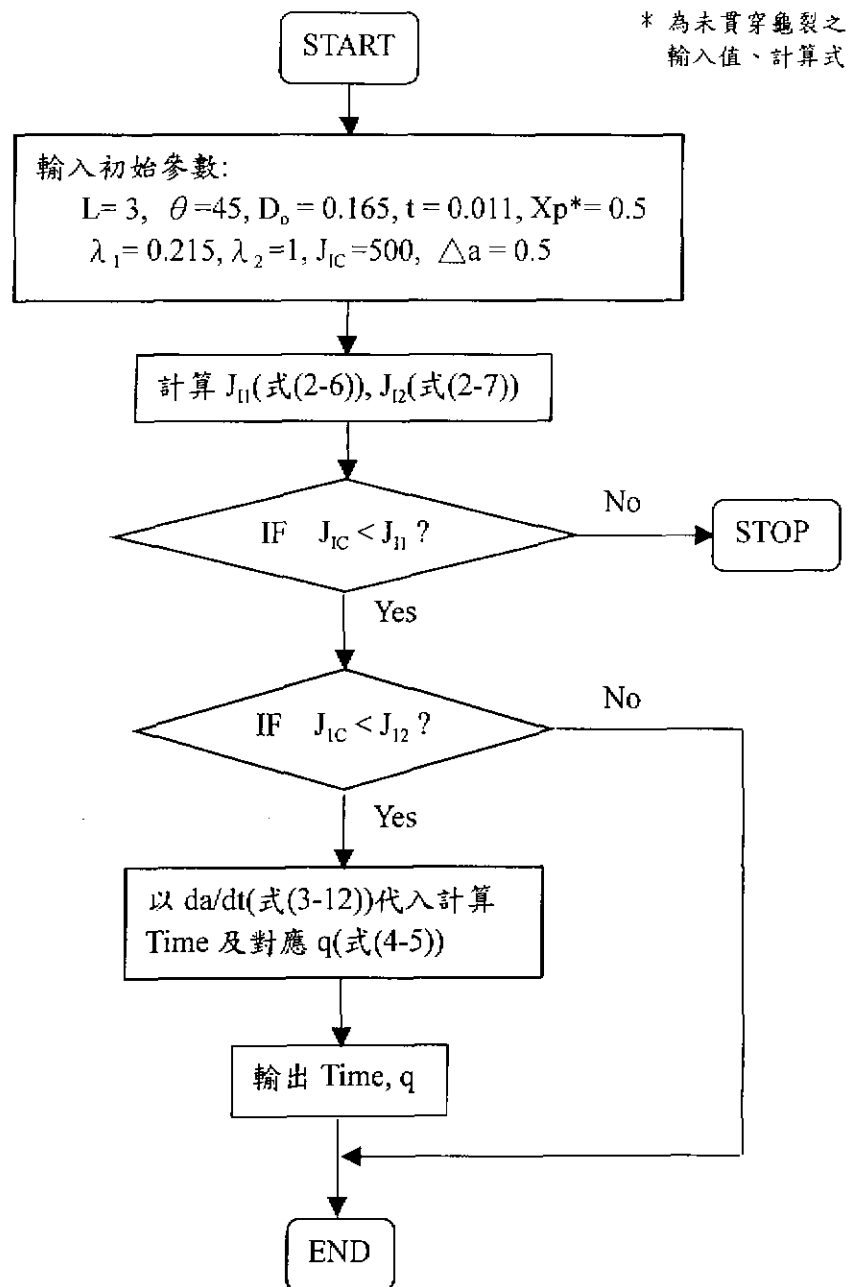 * 為未貫穿龜裂之
輸入值、計算式
START
輸入初始參數:
L= 3, θ=45, Dₒ = 0.165, t = 0.011, Xp*= 0.5
λ₁= 0.215, λ₂=1, J_IC=500, △a = 0.5
計算 J_I1(式(2-6)), J_I2(式(2-7))
IF J_IC < J_I1 ?
No
STOP
Yes
IF J_IC < J_I2 ?
No
Yes
以 da/dt(式(3-12))代入計算
Time 及對應 q(式(4-5))
輸出 Time, q
END